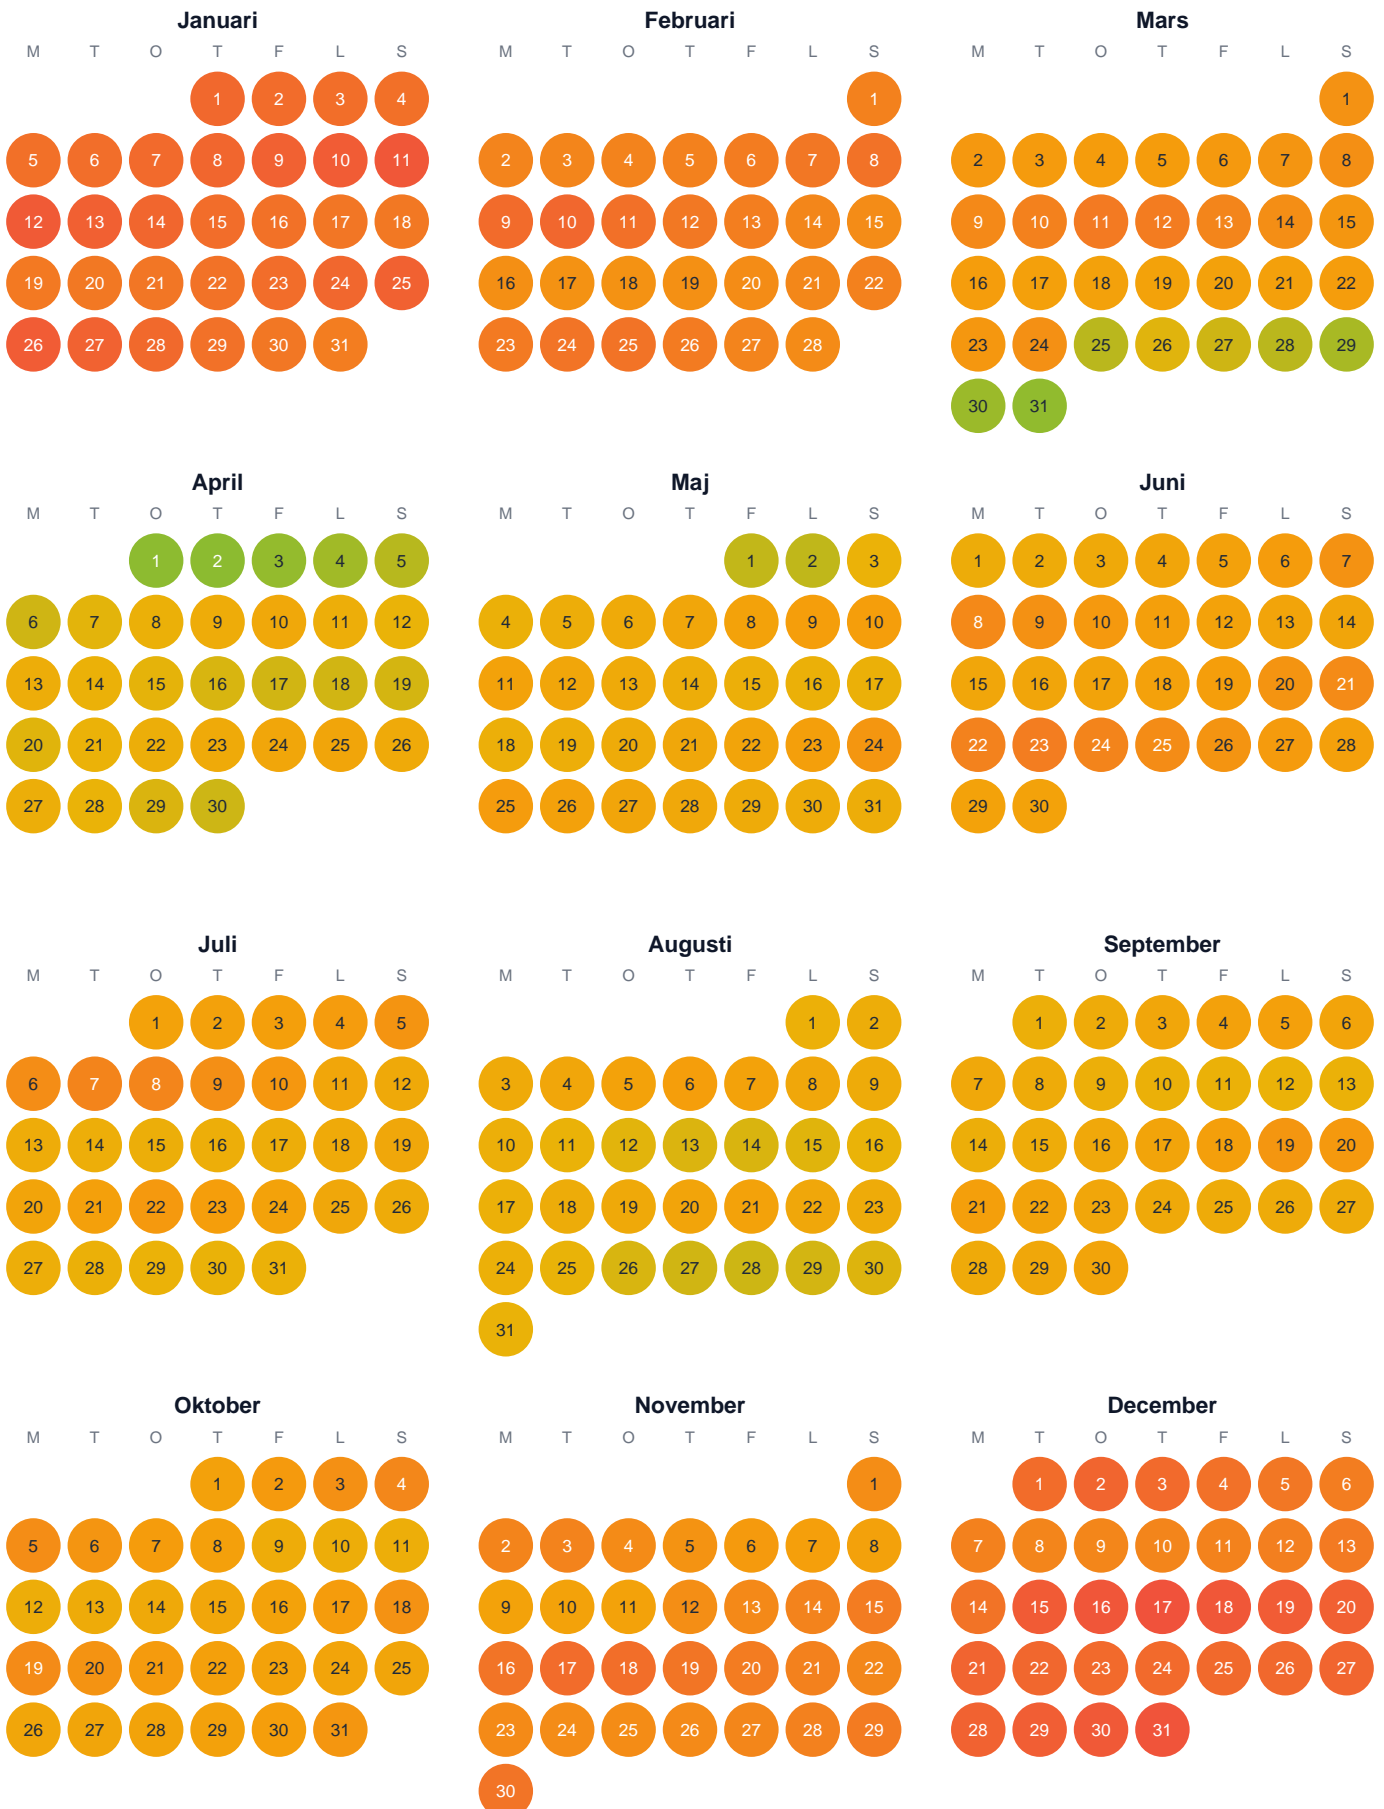 Januari Februari Mars
M T O T F L S M T O T F L S M T O T F L S
1 2 3 4 1 1
5 6 7 8 9 10 11 2 3 4 5 6 7 8 2 3 4 5 6 7 8
12 13 14 15 16 17 18 9 10 11 12 13 14 15 9 10 11 12 13 14 15
19 20 21 22 23 24 25 16 17 18 19 20 21 22 16 17 18 19 20 21 22
26 27 28 29 30 31 23 24 25 26 27 28 23 24 25 26 27 28 29
30 31
April Maj Juni
M T O T F L S M T O T F L S M T O T F L S
1 2 3 4 5 1 2 3 1 2 3 4 5 6 7
6 7 8 9 10 11 12 4 5 6 7 8 9 10 8 9 10 11 12 13 14
13 14 15 16 17 18 19 11 12 13 14 15 16 17 15 16 17 18 19 20 21
20 21 22 23 24 25 26 18 19 20 21 22 23 24 22 23 24 25 26 27 28
27 28 29 30 25 26 27 28 29 30 31 29 30
Juli Augusti September
M T O T F L S M T O T F L S M T O T F L S
1 2 3 4 5 1 2 1 2 3 4 5 6
6 7 8 9 10 11 12 3 4 5 6 7 8 9 7 8 9 10 11 12 13
13 14 15 16 17 18 19 10 11 12 13 14 15 16 14 15 16 17 18 19 20
20 21 22 23 24 25 26 17 18 19 20 21 22 23 21 22 23 24 25 26 27
27 28 29 30 31 24 25 26 27 28 29 30 28 29 30
31
Oktober November December
M T O T F L S M T O T F L S M T O T F L S
1 2 3 4 1 1 2 3 4 5 6
5 6 7 8 9 10 11 2 3 4 5 6 7 8 7 8 9 10 11 12 13
12 13 14 15 16 17 18 9 10 11 12 13 14 15 14 15 16 17 18 19 20
19 20 21 22 23 24 25 16 17 18 19 20 21 22 21 22 23 24 25 26 27
26 27 28 29 30 31 23 24 25 26 27 28 29 28 29 30 31
30